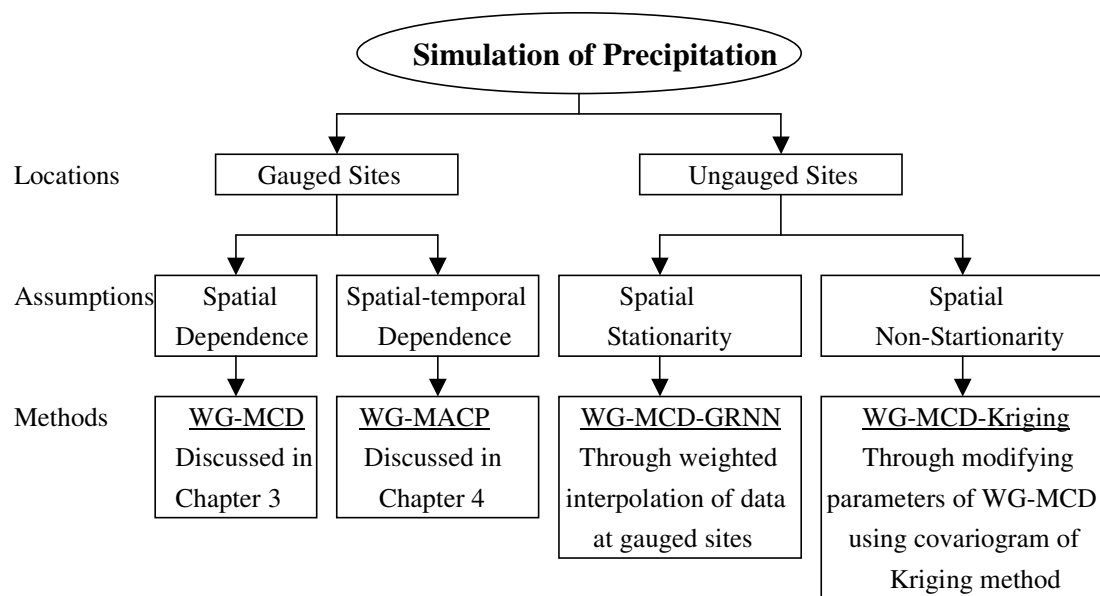 Simulation of Precipitation
Locations
Gauged Sites
Ungauged Sites
Assumptions
Spatial
Dependence
Spatial-temporal
Dependence
Spatial
Stationarity
Spatial
Non-Startionarity
Methods
WG-MCD
Discussed in
Chapter 3
WG-MACP
Discussed in
Chapter 4
WG-MCD-GRNN
Through weighted
interpolation of data
at gauged sites
WG-MCD-Kriging
Through modifying
parameters of WG-MCD
using covariogram of
Kriging method